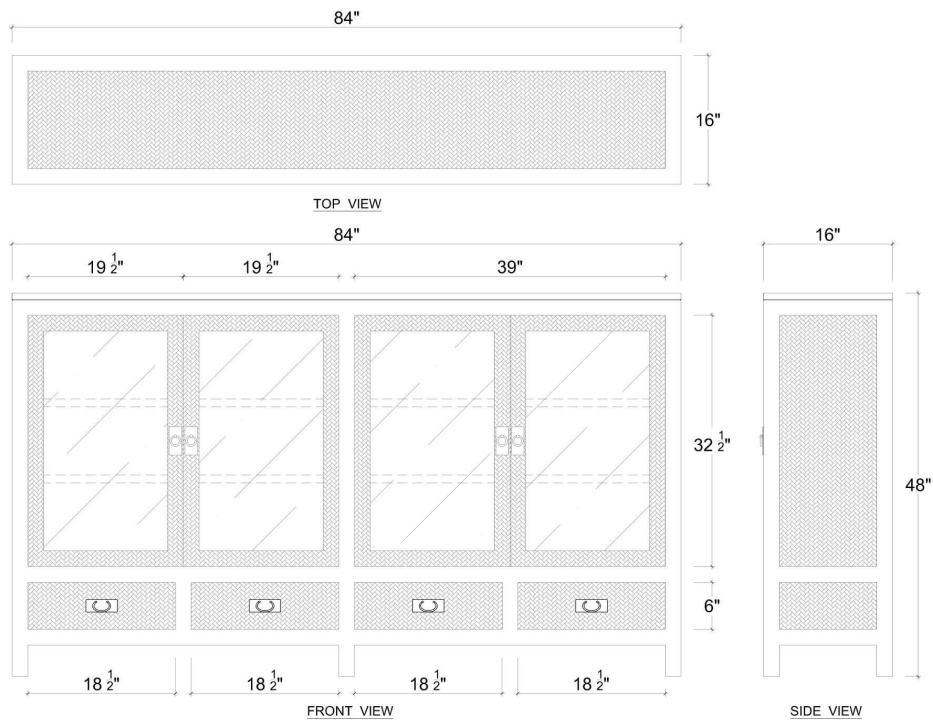 84"
16"
TOP VIEW
84"
16"
19 1/2" 19 1/2" 39"
32 1/2"
48"
6"
18 1/2" 18 1/2" 18 1/2" 18 1/2"
FRONT VIEW
SIDE VIEW